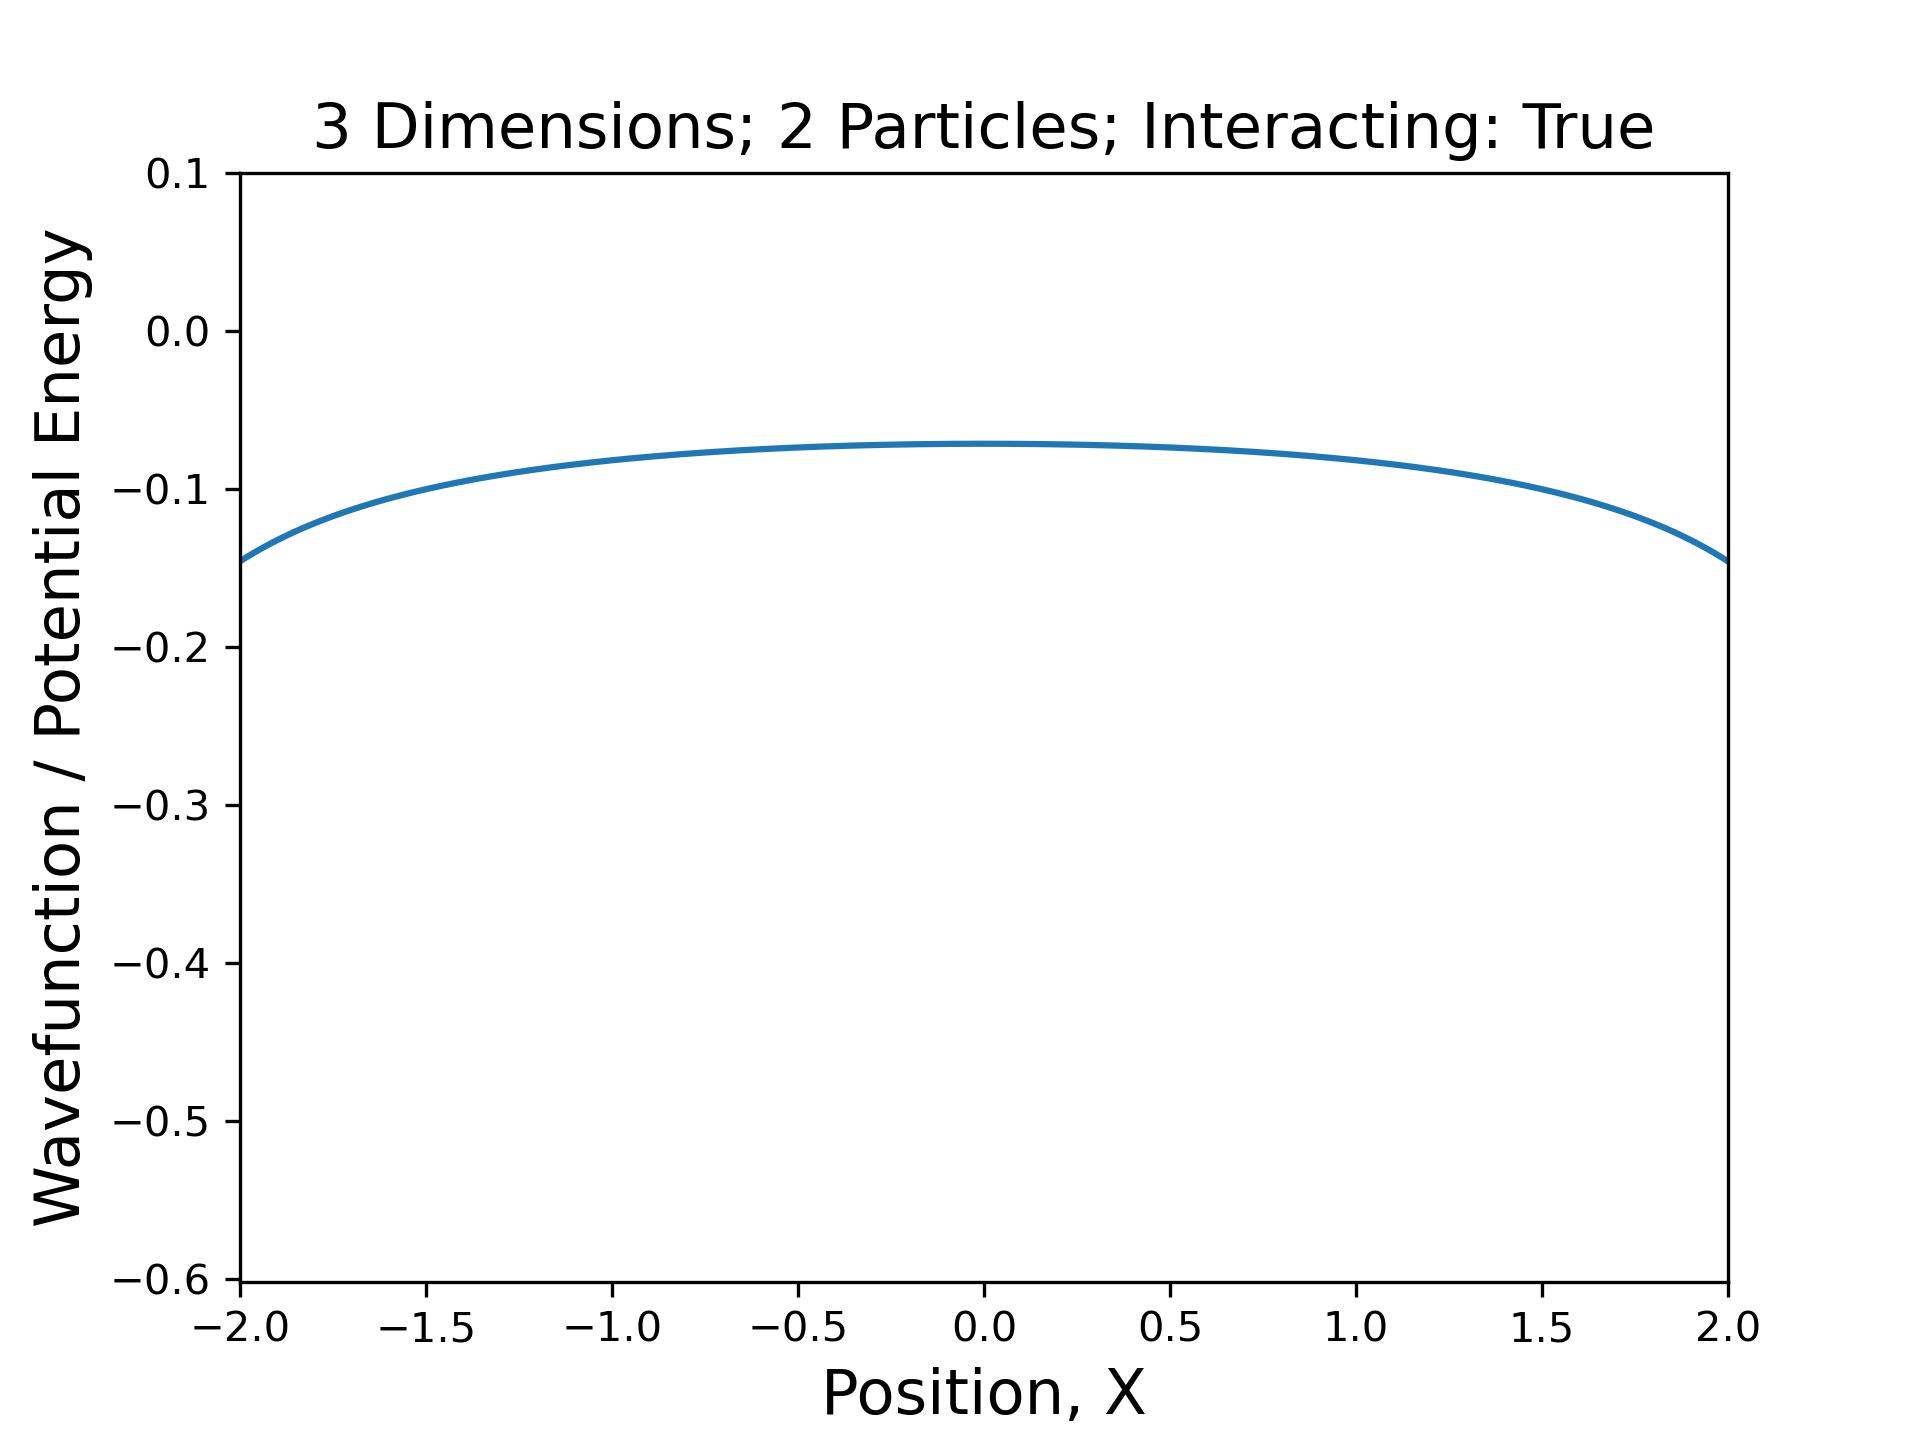 3 Dimensions; 2 Particles; Interacting: True
Wavefunction / Potential Energy
0.1
0.0
−0.1
−0.2
−0.3
−0.4
−0.5
−0.6
−2.0 −1.5 −1.0 −0.5 0.0 0.5 1.0 1.5 2.0
Position, X